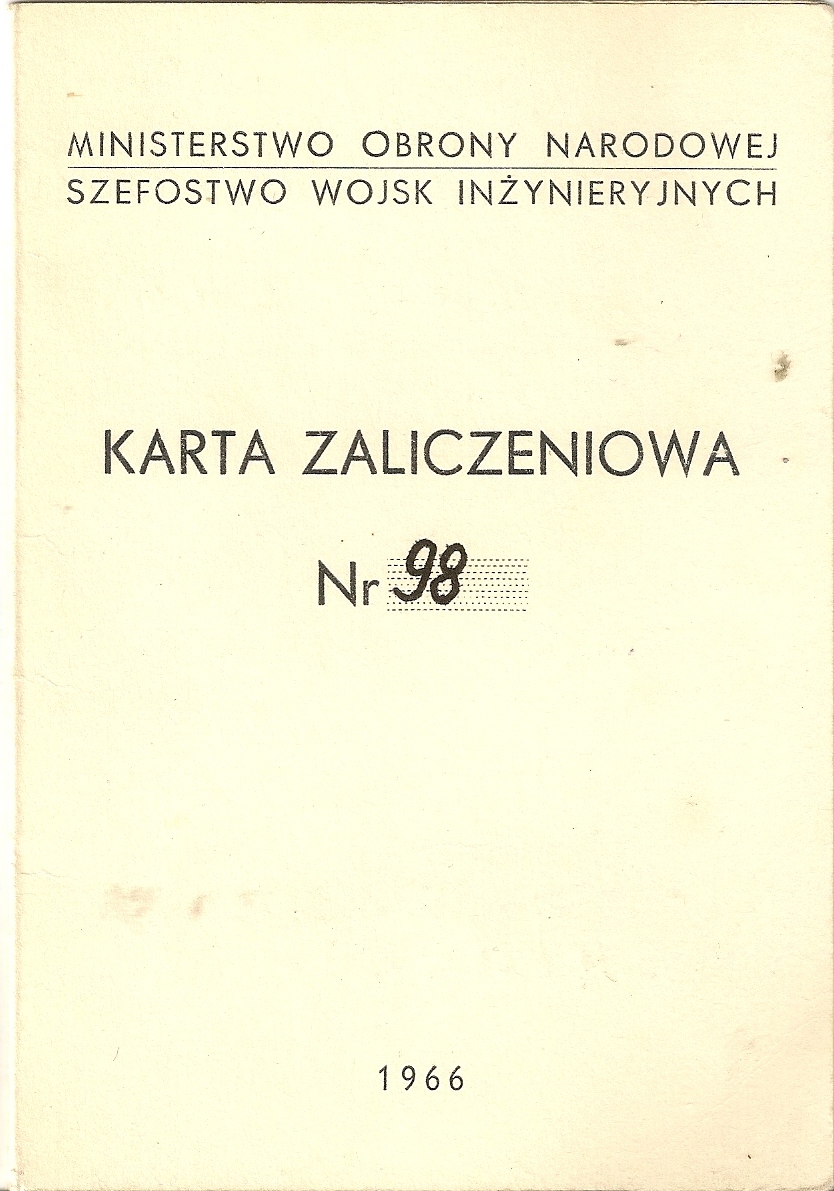 MINISTERSTWO OBRONY NARODOWEJ
SZEFOSTWO WOJSK INŻYNIERYJNYCH
KARTA ZALICZENIOWA
Nr 98
1966